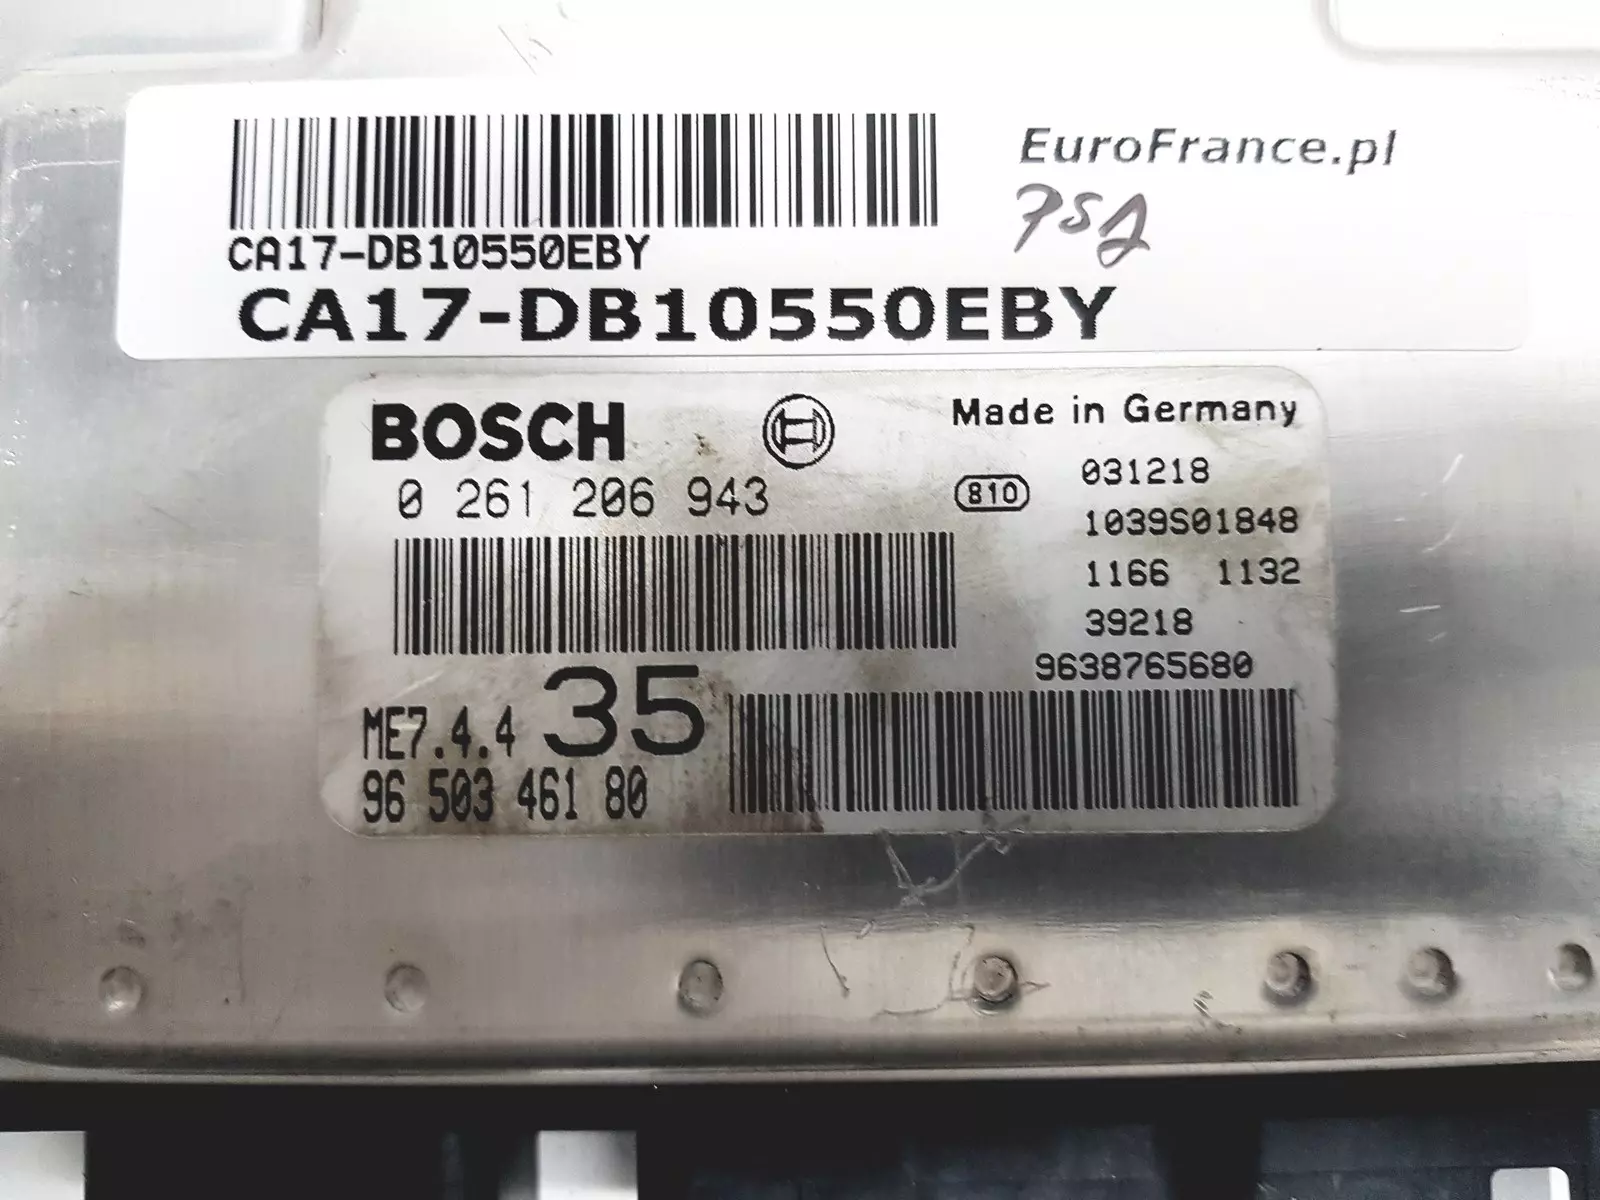 EuroFrance.pl
PSA
CA17-DB10550EBY
CA17-DB10550EBY
BOSCH
Made in Germany
0 261 206 943
810
031218
1039S01848
1166 1132
39218
9638765680
ME7.4.4 35
96 503 461 80